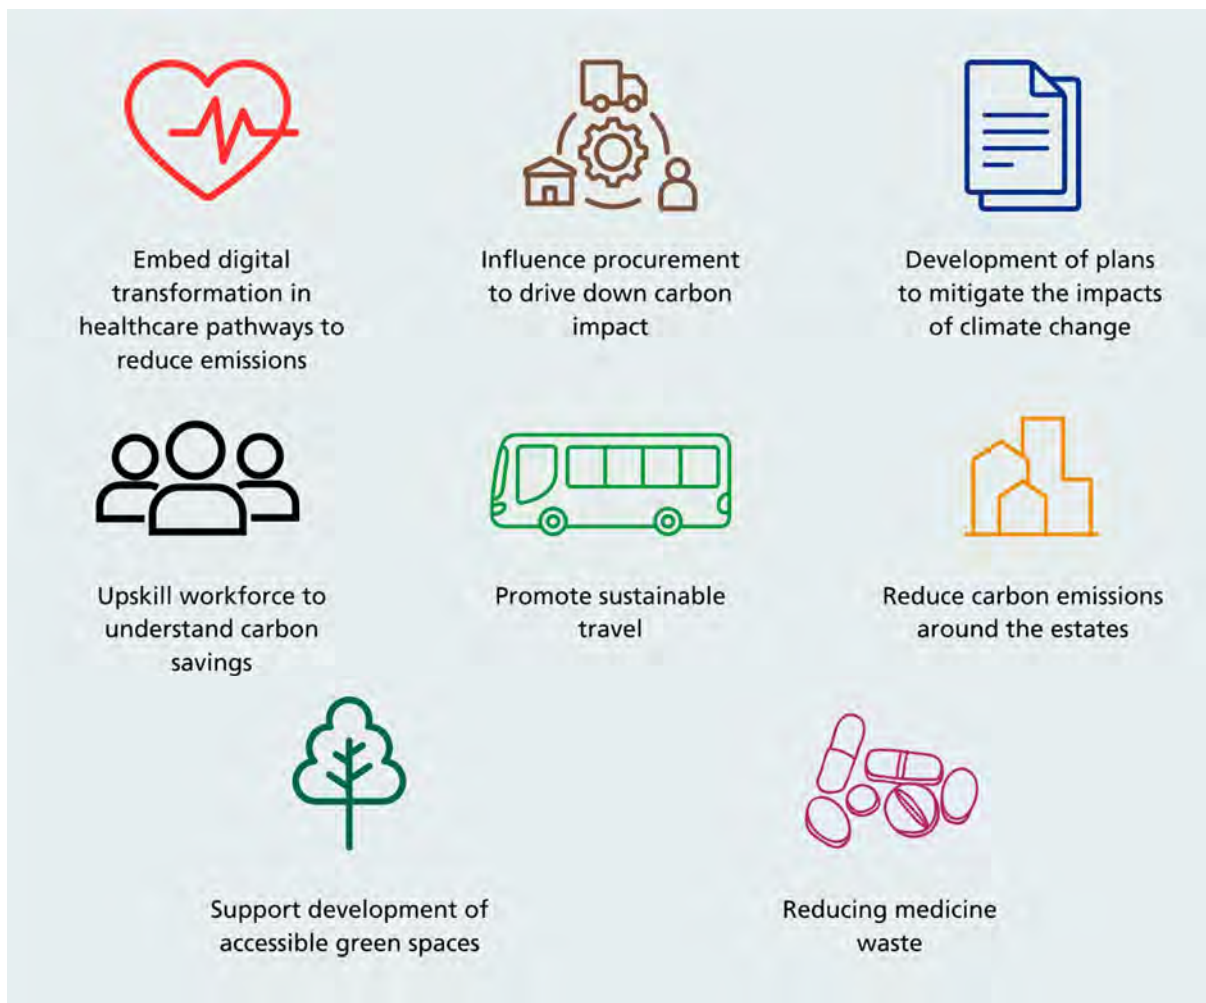 Embed digital
transformation in
healthcare pathways to
reduce emissions
Influence procurement
to drive down carbon
impact
Development of plans
to mitigate the impacts
of climate change
Upskill workforce to
understand carbon
savings
Promote sustainable
travel
Reduce carbon emissions
around the estates
Support development of
accessible green spaces
Reducing medicine
waste